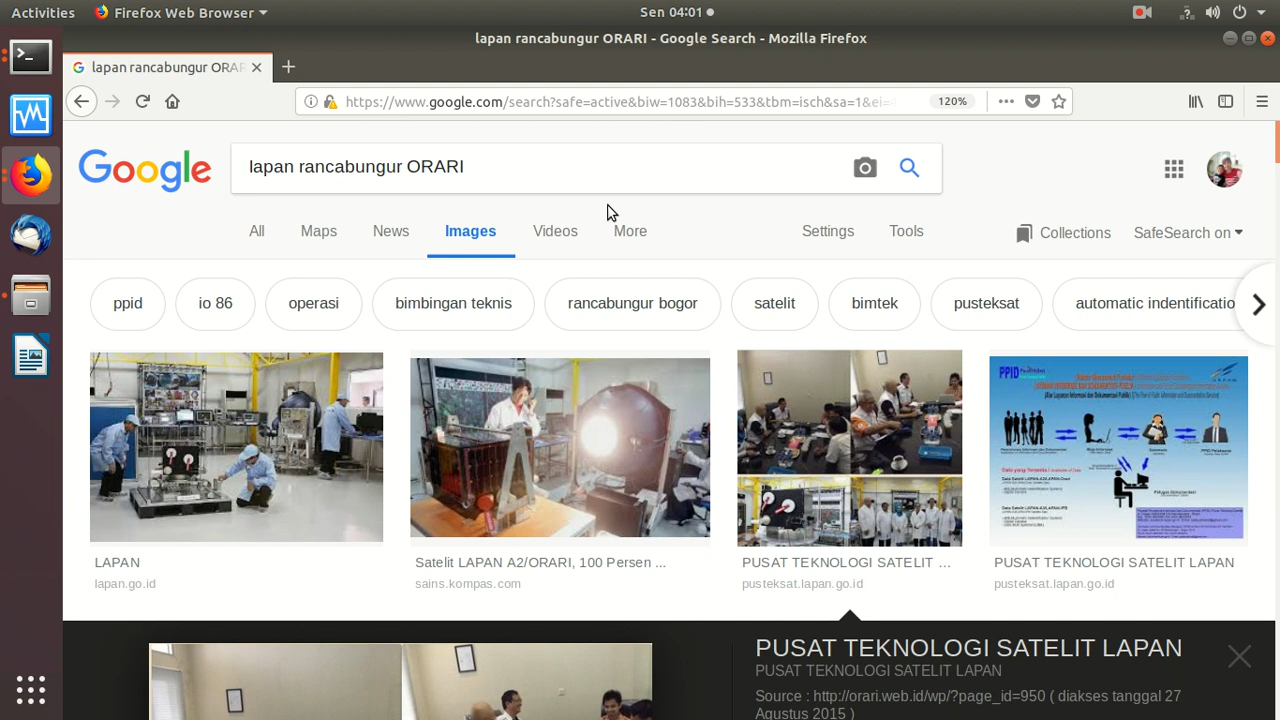 Activities
Firefox Web Browser
Sen 04:01
lapan rancabungur ORARI - Google Search - Mozilla Firefox
lapan rancabungur ORAR
https://www.google.com/search?safe=active&biw=1083&bih=533&tbm=isch&sa=1&ei=
120%
Google
lapan rancabungur ORARI
All
Maps
News
Images
Videos
More
Settings
Tools
Collections
SafeSearch on
ppid
io 86
operasi
bimbingan teknis
rancabungur bogor
satelit
bimtek
pusteksat
automatic indentificatio
PPID
LAPAN
lapan.go.id
Satelit LAPAN A2/ORARI, 100 Persen ...
sains.kompas.com
PUSAT TEKNOLOGI SATELIT ...
pusteksat.lapan.go.id
PUSAT TEKNOLOGI SATELIT LAPAN
pusteksat.lapan.go.id
PUSAT TEKNOLOGI SATELIT LAPAN
PUSAT TEKNOLOGI SATELIT LAPAN
Source : http://orari.web.id/wp/?page_id=950 ( diakses tanggal 27
Agustus 2015 )